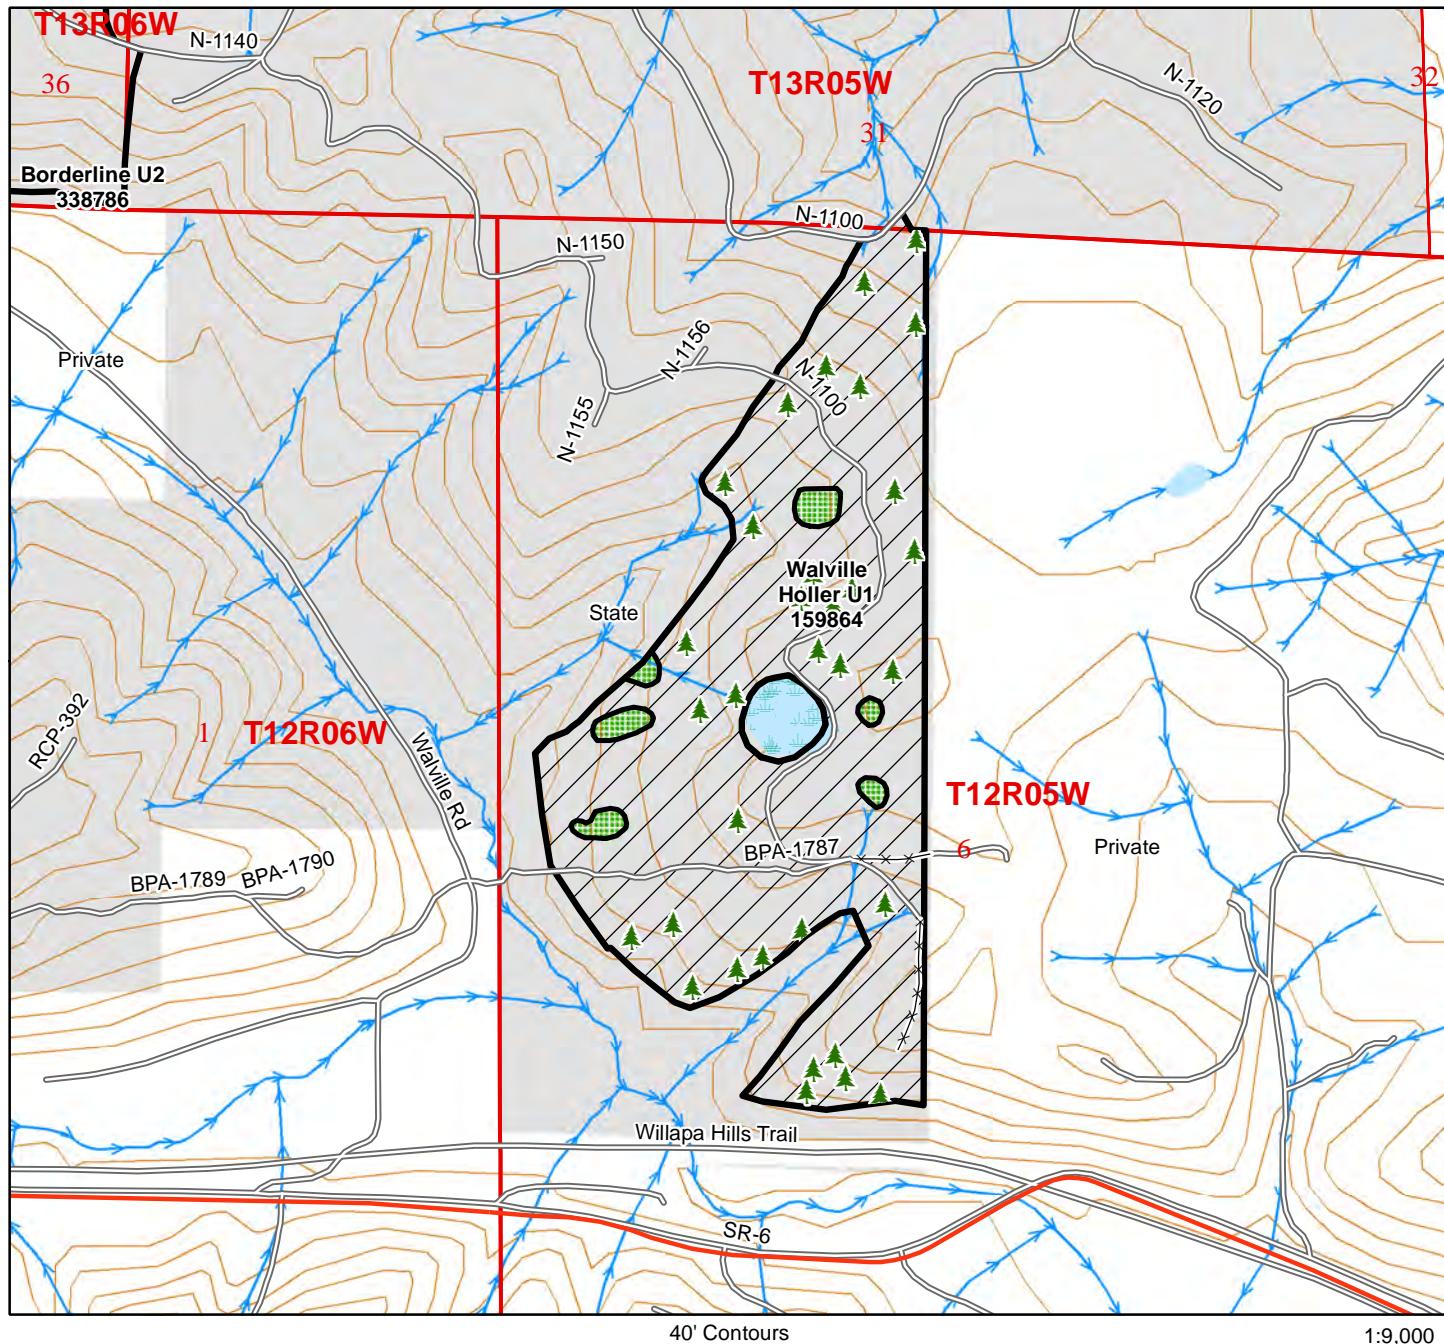 T13R06W
N-1140
36
T13R05W
N-1120
32
31
Borderline U2
338786
N-1100
N-1150
Private
N-1156
N-1100
N-1155
Walville
Holler U1
159864
State
RCP-392
1
T12R06W
Walville Rd
T12R05W
BPA-1787
6
Private
BPA-1789
BPA-1790
Willapa Hills Trail
SR-6
40' Contours
1:9,000